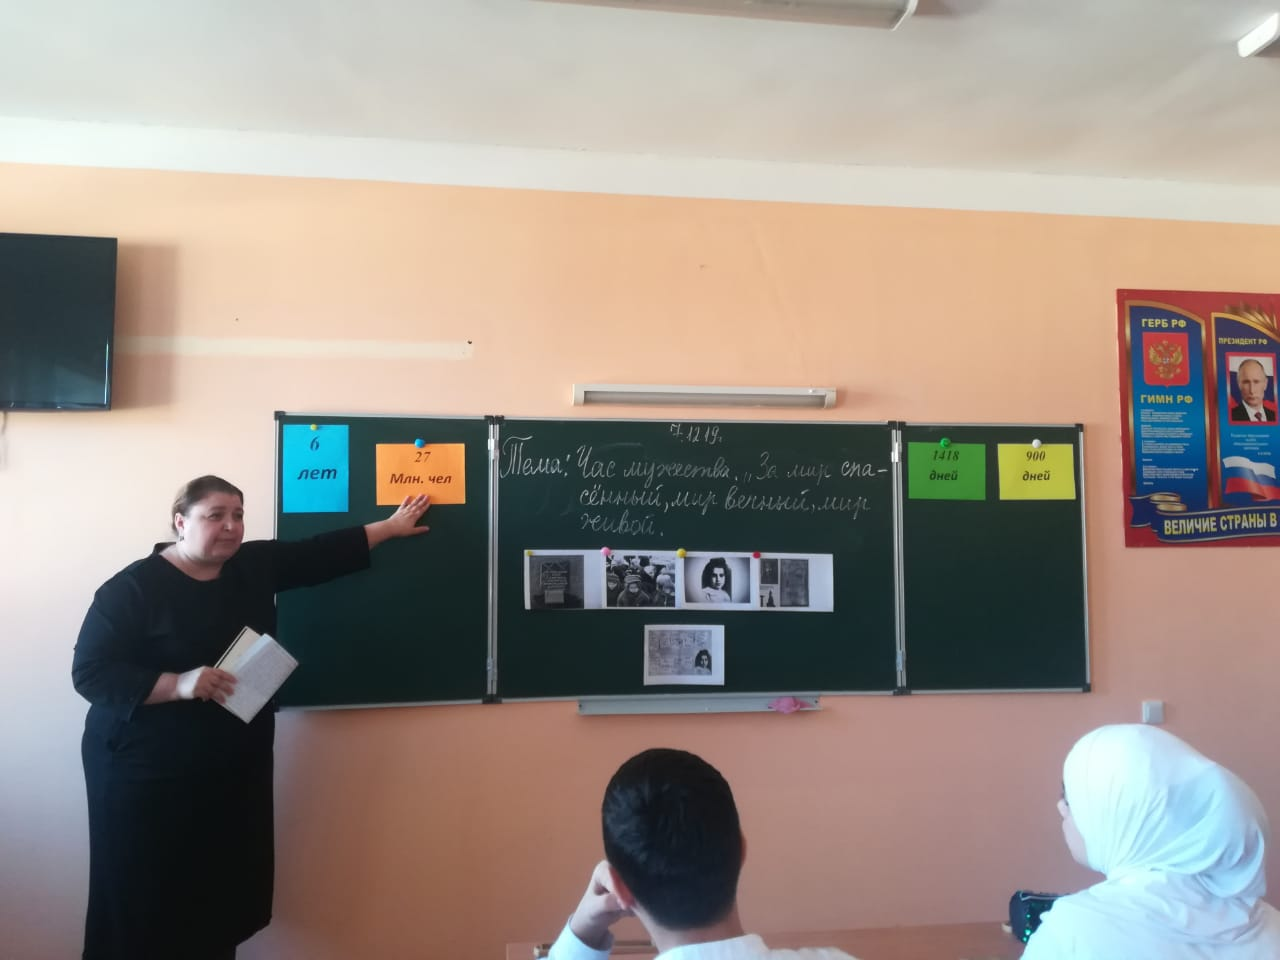 6
лет
27
Млн. чел
7.12.19г
Тема: Час мужества. „За мир спа-
сённый, мир вечный, мир
живой.
1418
дней
900
дней
ГЕРБ РФ
ГИМН РФ
ПРЕЗИДЕНТ РФ
ВЕЛИЧИЕ СТРАНЫ В